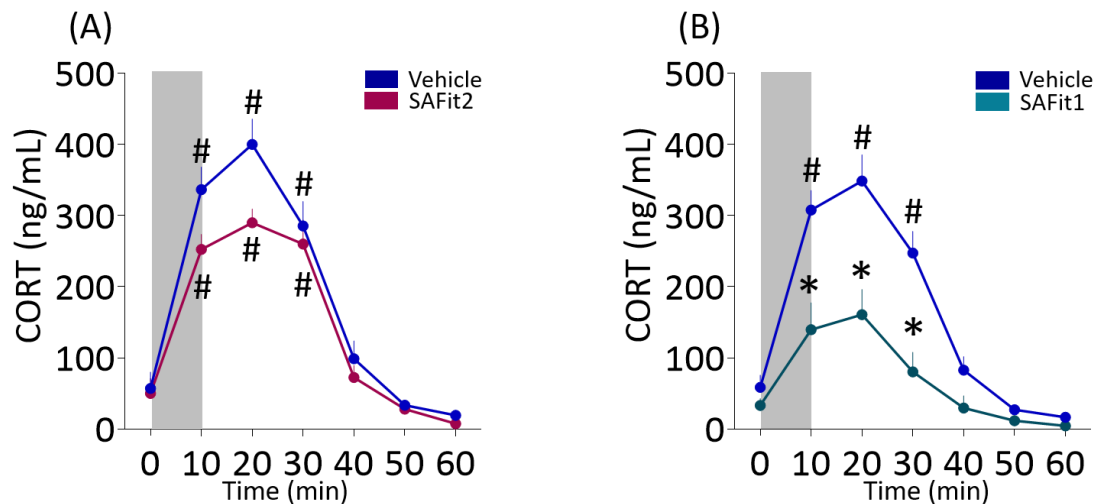 (A)
Vehicle
SAFit2
CORT (ng/mL)
500
400
300
200
100
0
# # #
# # #
0 10 20 30 40 50 60
Time (min)
(B)
Vehicle
SAFit1
CORT (ng/mL)
500
400
300
200
100
0
# # #
* * *
0 10 20 30 40 50 60
Time (min)